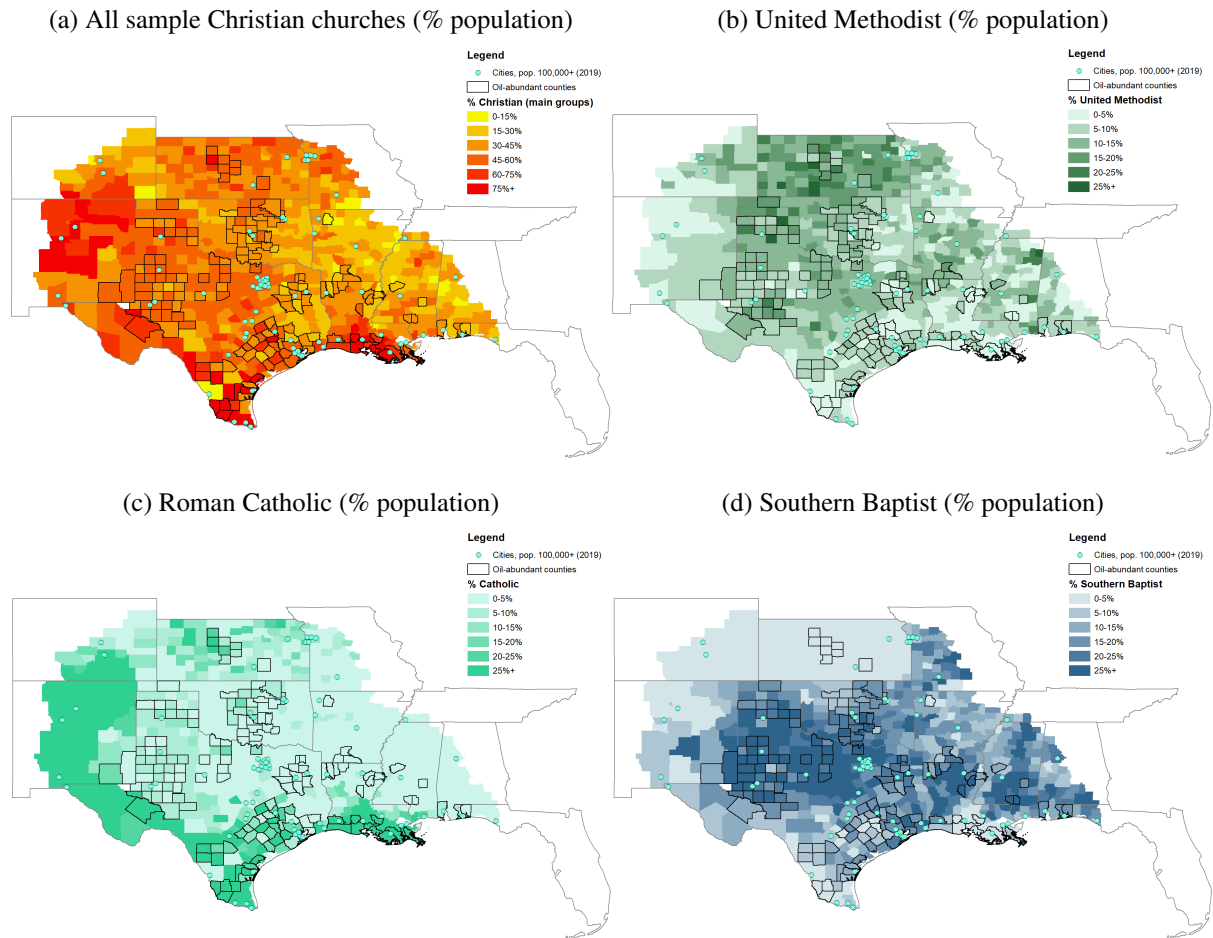 (a) All sample Christian churches (% population)
Legend
Cities, pop. 100,000+ (2019)
Oil-abundant counties
% Christian (main groups)
0-15%
15-30%
30-45%
45-60%
60-75%
75%+
(b) United Methodist (% population)
Legend
Cities, pop. 100,000+ (2019)
Oil-abundant counties
% United Methodist
0-5%
5-10%
10-15%
15-20%
20-25%
25%+
(c) Roman Catholic (% population)
Legend
Cities, pop. 100,000+ (2019)
Oil-abundant counties
% Catholic
0-5%
5-10%
10-15%
15-20%
20-25%
25%+
(d) Southern Baptist (% population)
Legend
Cities, pop. 100,000+ (2019)
Oil-abundant counties
% Southern Baptist
0-5%
5-10%
10-15%
15-20%
20-25%
25%+